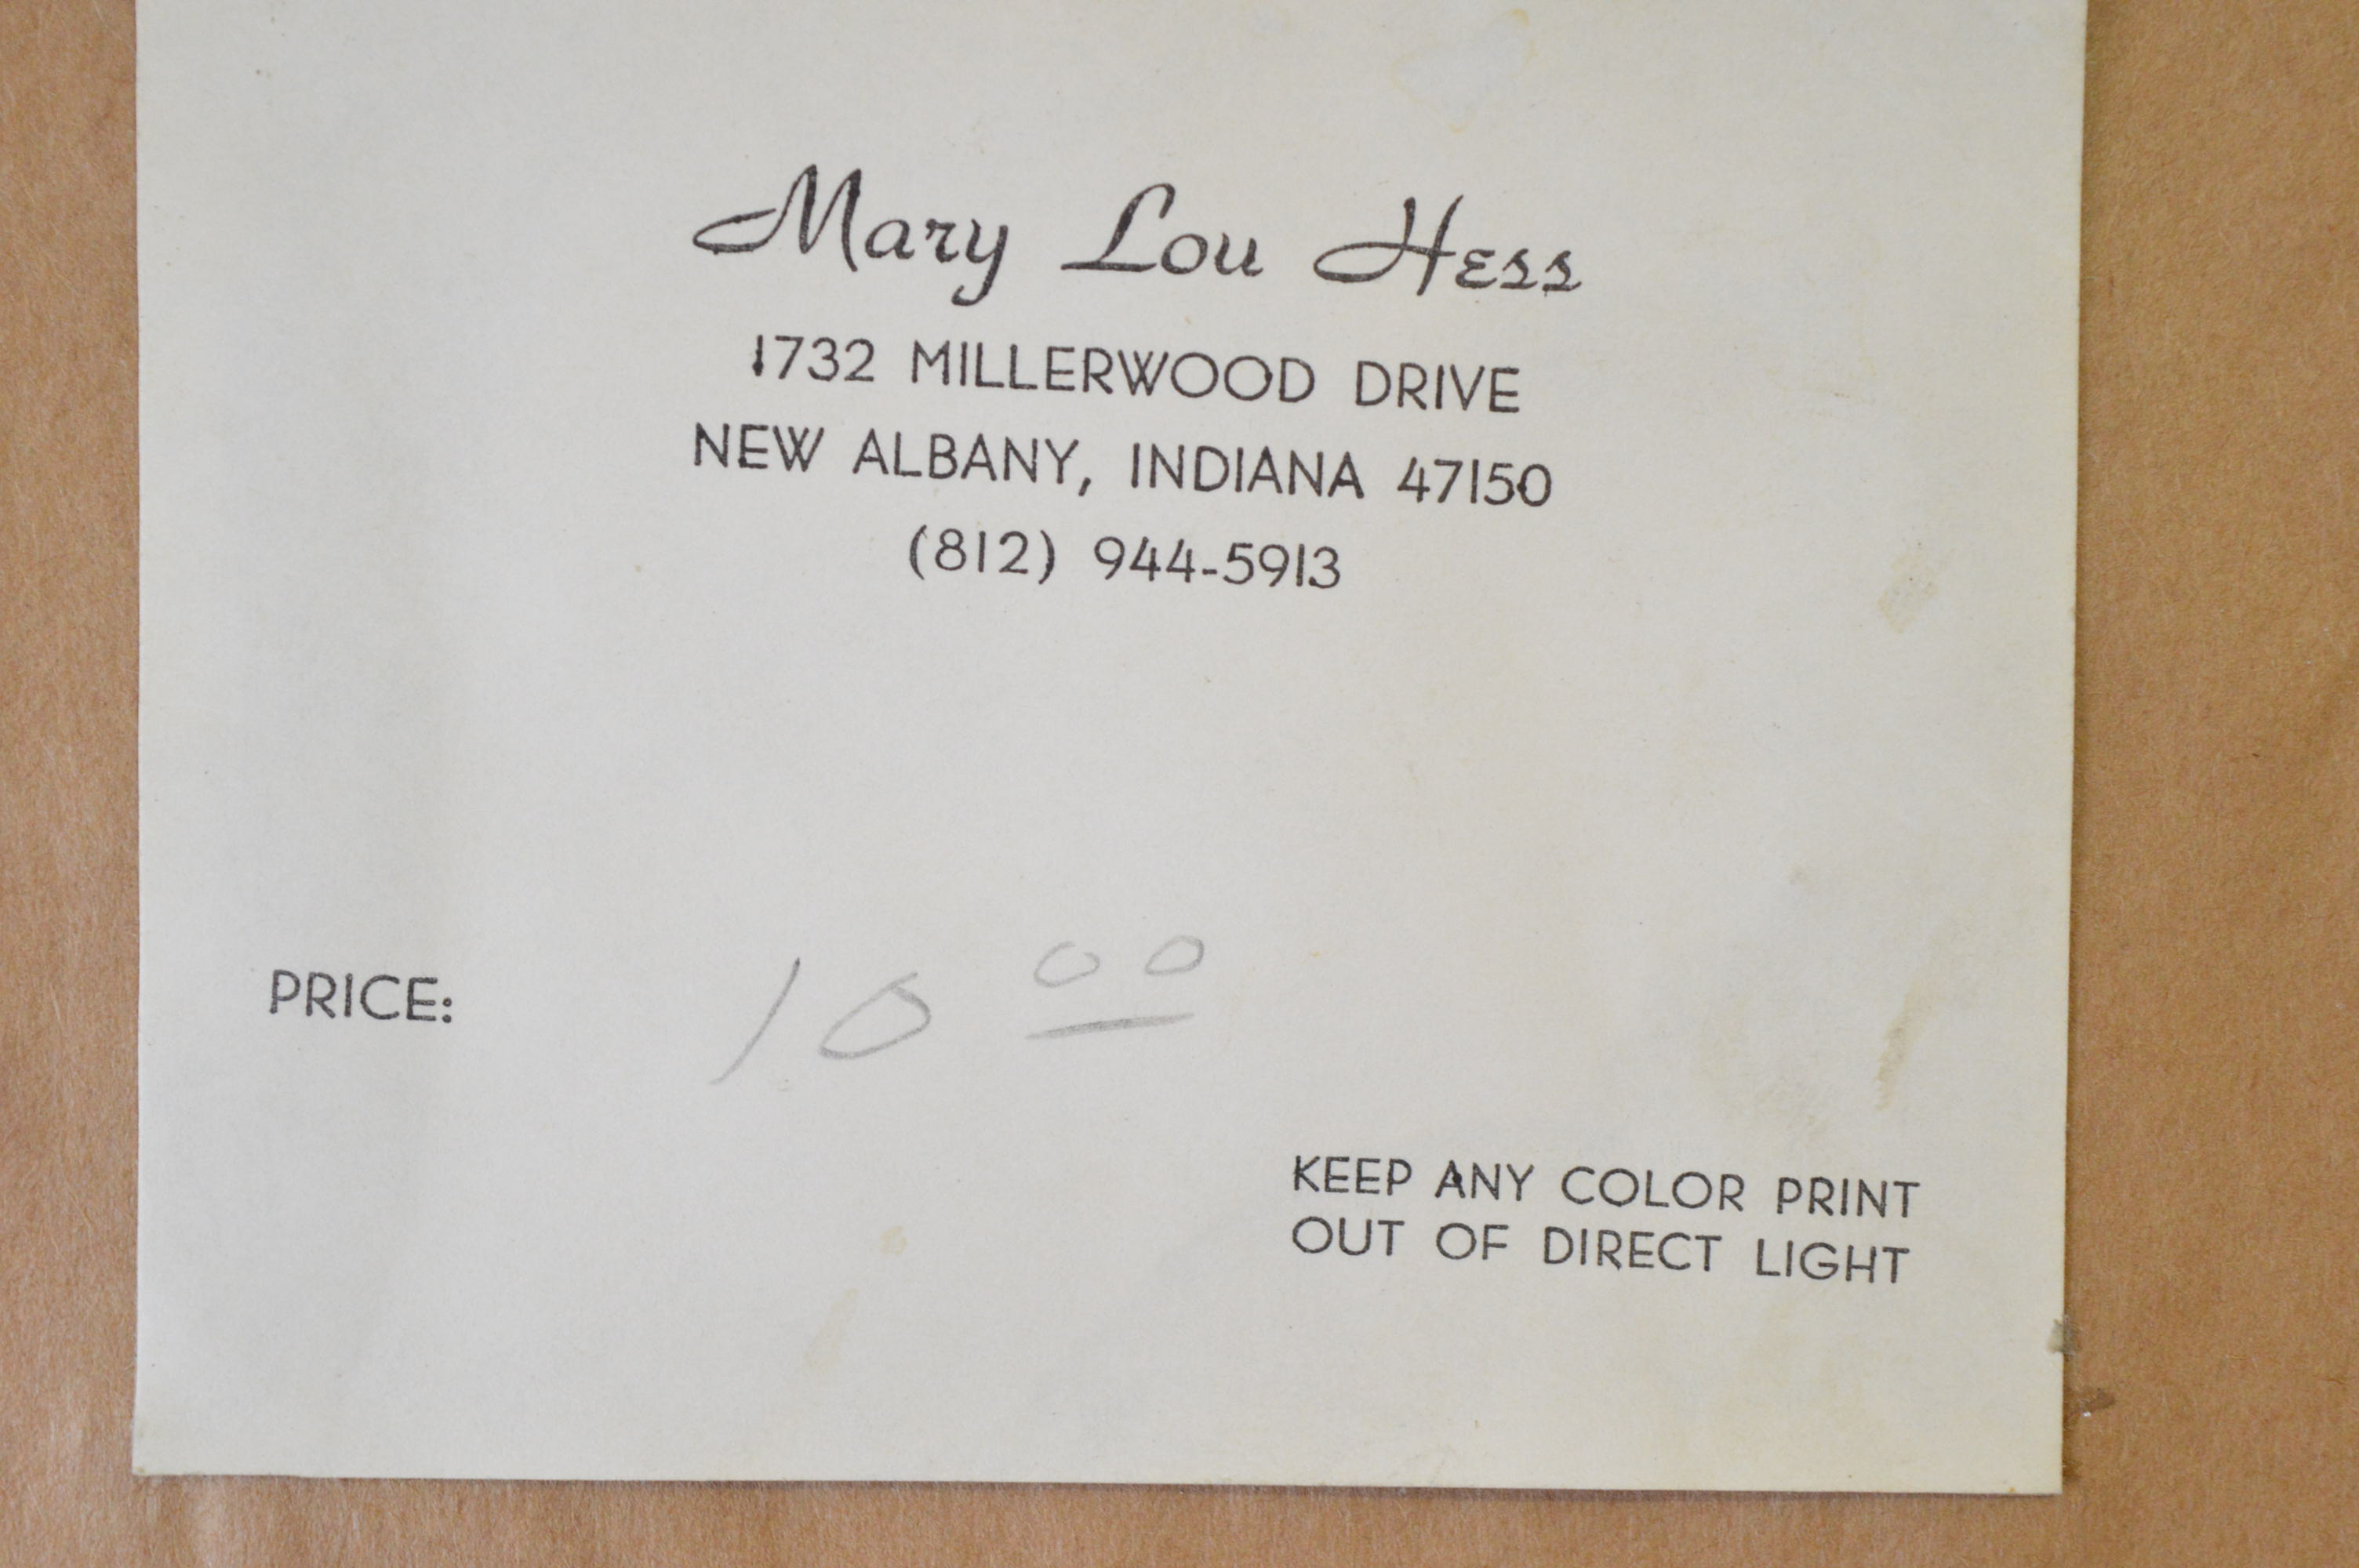 Mary Lou Hess
1732 MILLERWOOD DRIVE
NEW ALBANY, INDIANA 47150
(812) 944-5913
PRICE: 10 00
KEEP ANY COLOR PRINT
OUT OF DIRECT LIGHT